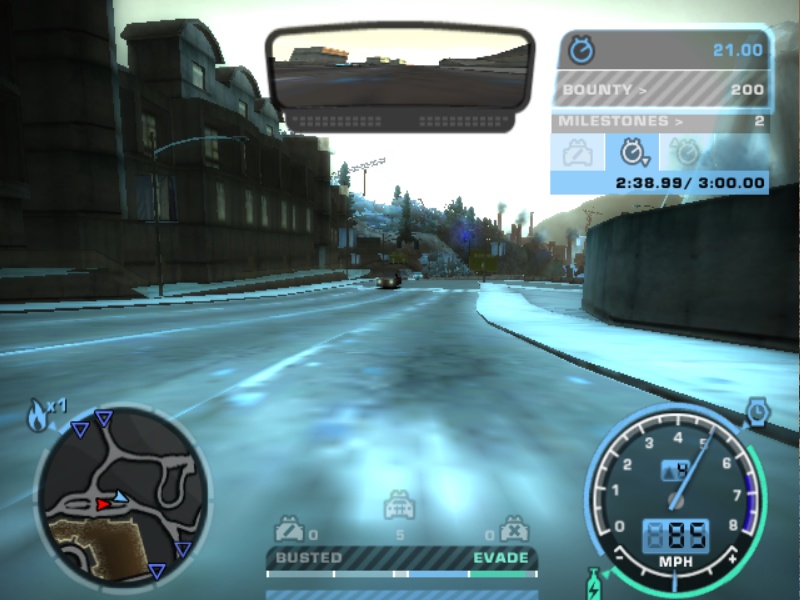 21.00
BOUNTY > 200
MILESTONES > 2
2:38.99/ 3:00.00
x1
0 5 0
BUSTED EVADE
0 1 2 3 4 5 6 7 8
4
85
MPH
- +